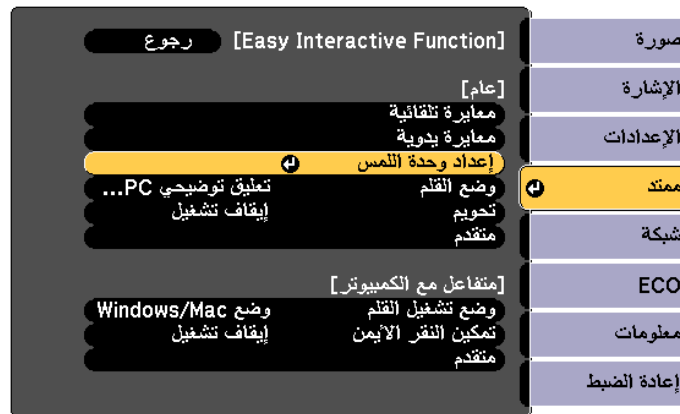 صورة
الإشارة
الإعدادات
ممتد
شبكة
ECO
معلومات
إعادة الضبط
[Easy Interactive Function] رجوع
[عام]
معايرة تلقائية
معايرة يدوية
إعداد وحدة اللمس
وضع القلم تعليق توضيحي PC...
تحويم إيقاف تشغيل
متقدم
[متفاعل مع الكمبيوتر]
وضع تشغيل القلم وضع Windows/Mac
تمكين النقر الأيمن إيقاف تشغيل
متقدم